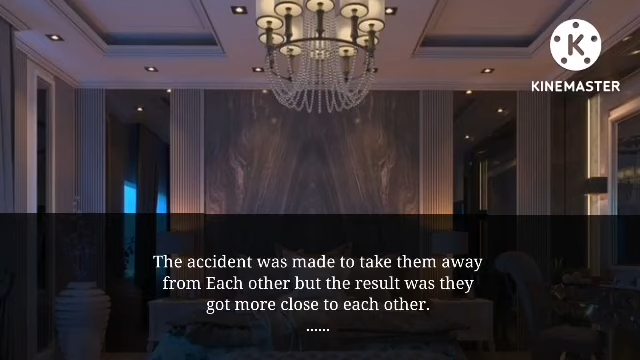 KINEMASTER
The accident was made to take them away
from Each other but the result was they
got more close to each other.
......